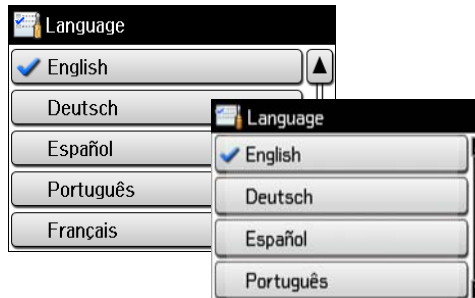 Language
English
Deutsch
Español
Português
Français
Language
English
Deutsch
Español
Português